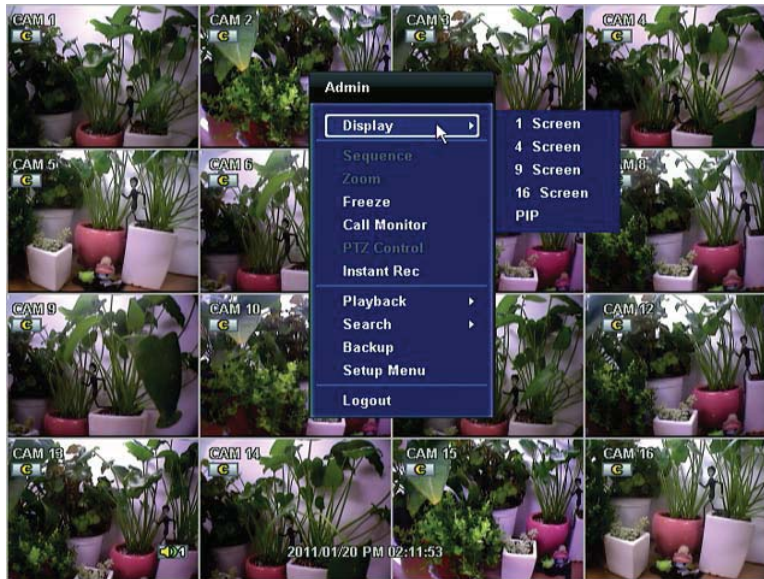 CAM 1
CAM 2
CAM 3
CAM 4
C
C
C
C
Admin
Display
1 Screen
4 Screen
9 Screen
16 Screen
PIP
Sequence
Zoom
Freeze
Call Monitor
PTZ Control
Instant Rec
Playback
Search
Backup
Setup Menu
Logout
CAM 5
CAM 6
M 8
C
C
C
CAM 9
CAM 10
CAM 12
C
C
C
CAM 13
CAM 14
CAM 15
CAM 16
C
C
C
C
1
2011/01/20 PM 02:11:53